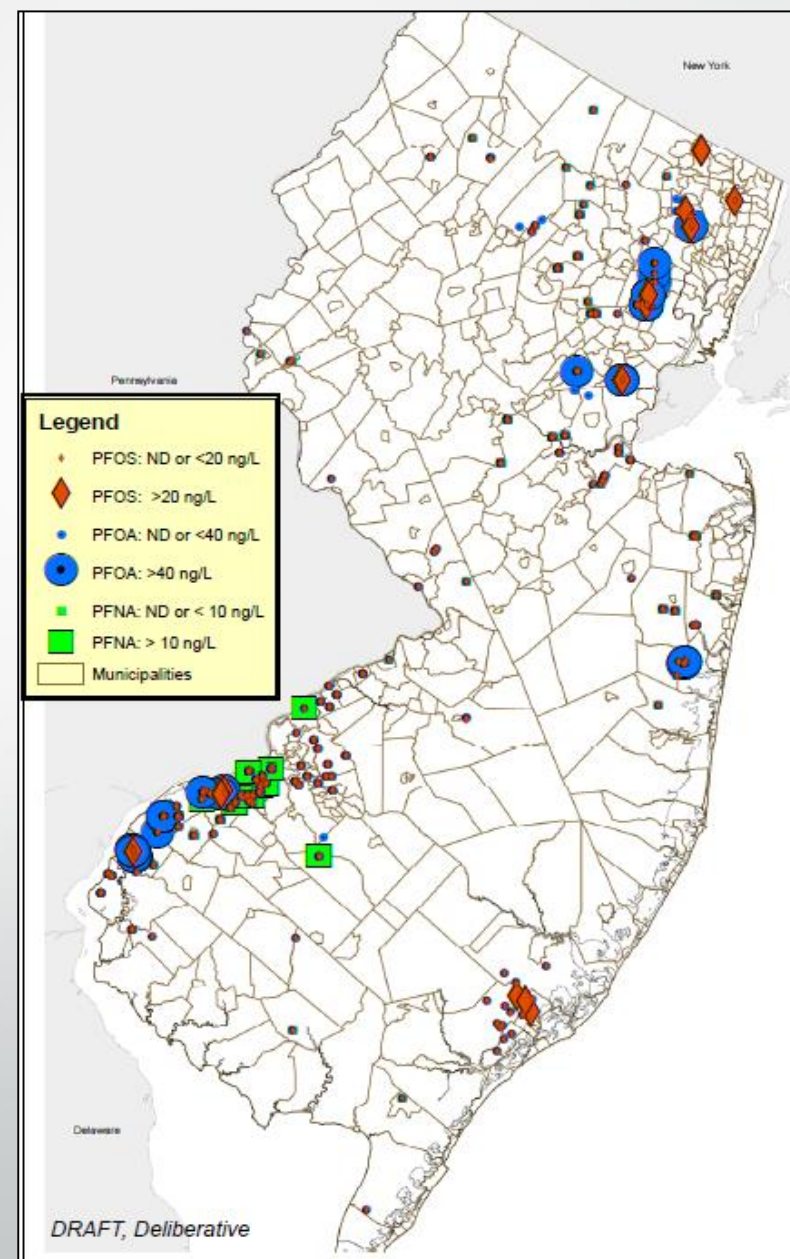 New York
Pennsylvania
Legend
PFOS: ND or <20 ng/L
PFOS: >20 ng/L
PFOA: ND or <40 ng/L
PFOA: >40 ng/L
PFNA: ND or < 10 ng/L
PFNA: > 10 ng/L
Municipalities
Delaware
DRAFT, Deliberative